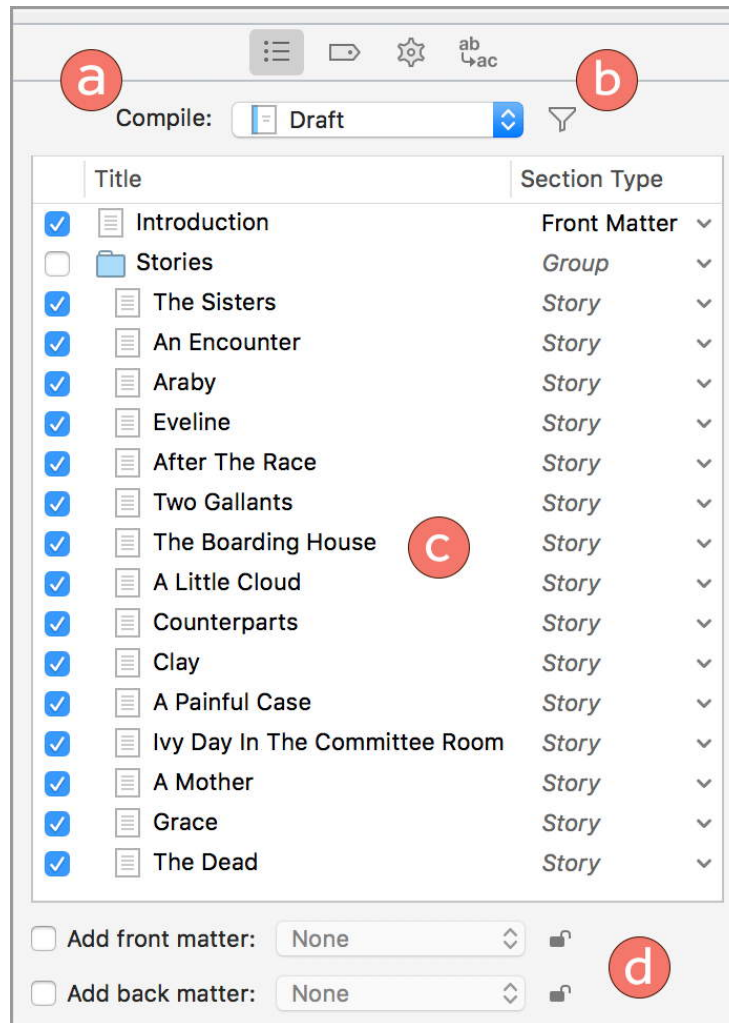 ab
ac
a
b
Compile: Draft
Title Section Type
Introduction Front Matter
Stories Group
The Sisters Story
An Encounter Story
Araby Story
Eveline Story
After The Race Story
Two Gallants Story
The Boarding House c Story
A Little Cloud Story
Counterparts Story
Clay Story
A Painful Case Story
Ivy Day In The Committee Room Story
A Mother Story
Grace Story
The Dead Story
Add front matter: None
d
Add back matter: None